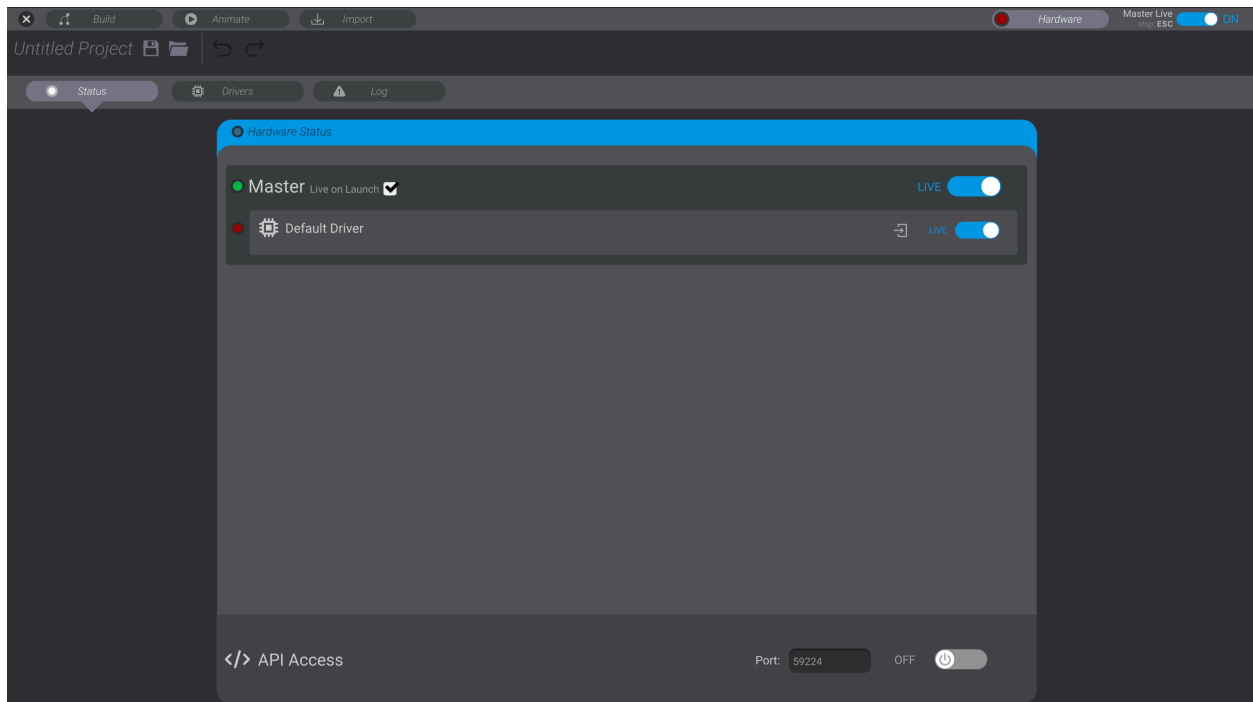 Build
Animate
Import
Hardware
Master Live
stop ESC
ON
Untitled Project
Status
Drivers
Log
Hardware Status
Master Live on Launch
LIVE
Default Driver
LIVE
</> API Access
Port: 59224
OFF